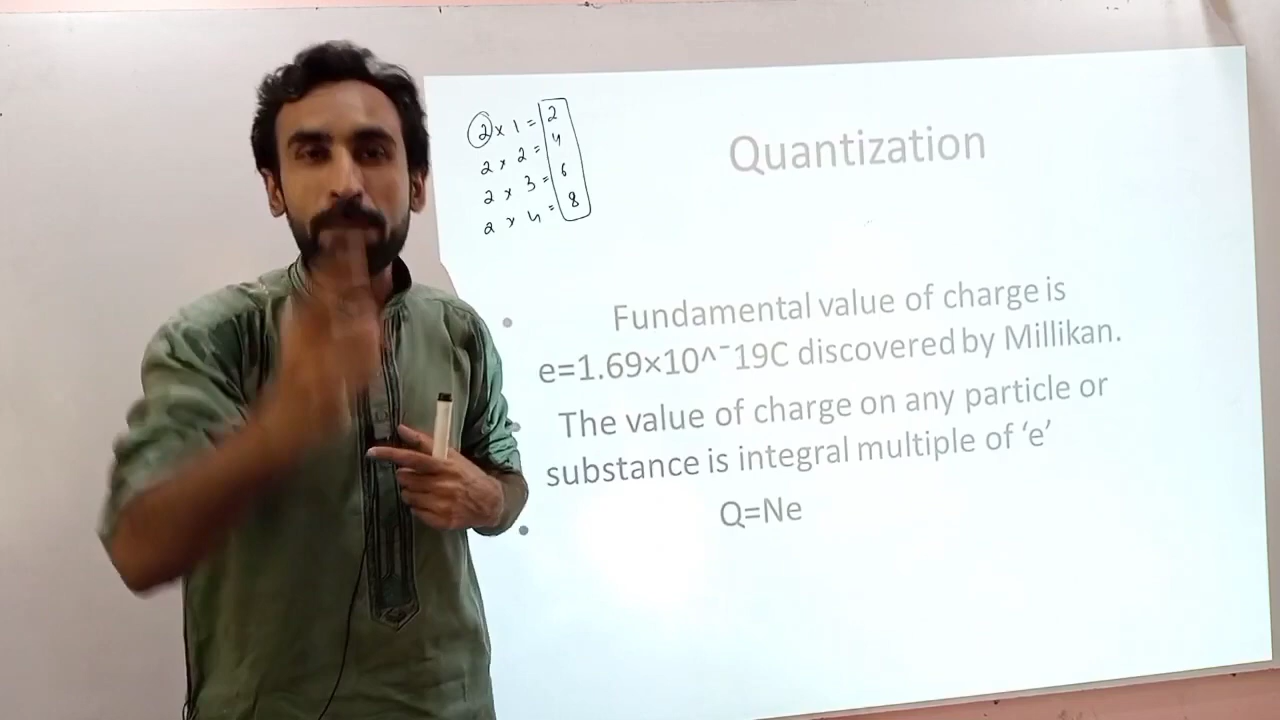 2 × 1 = 2
2 × 2 = 4
2 × 3 = 6
2 × 4 = 8
Quantization
• Fundamental value of charge is
e=1.69×10^⁻19C discovered by Millikan.
• The value of charge on any particle or
substance is integral multiple of ‘e’
• Q=Ne